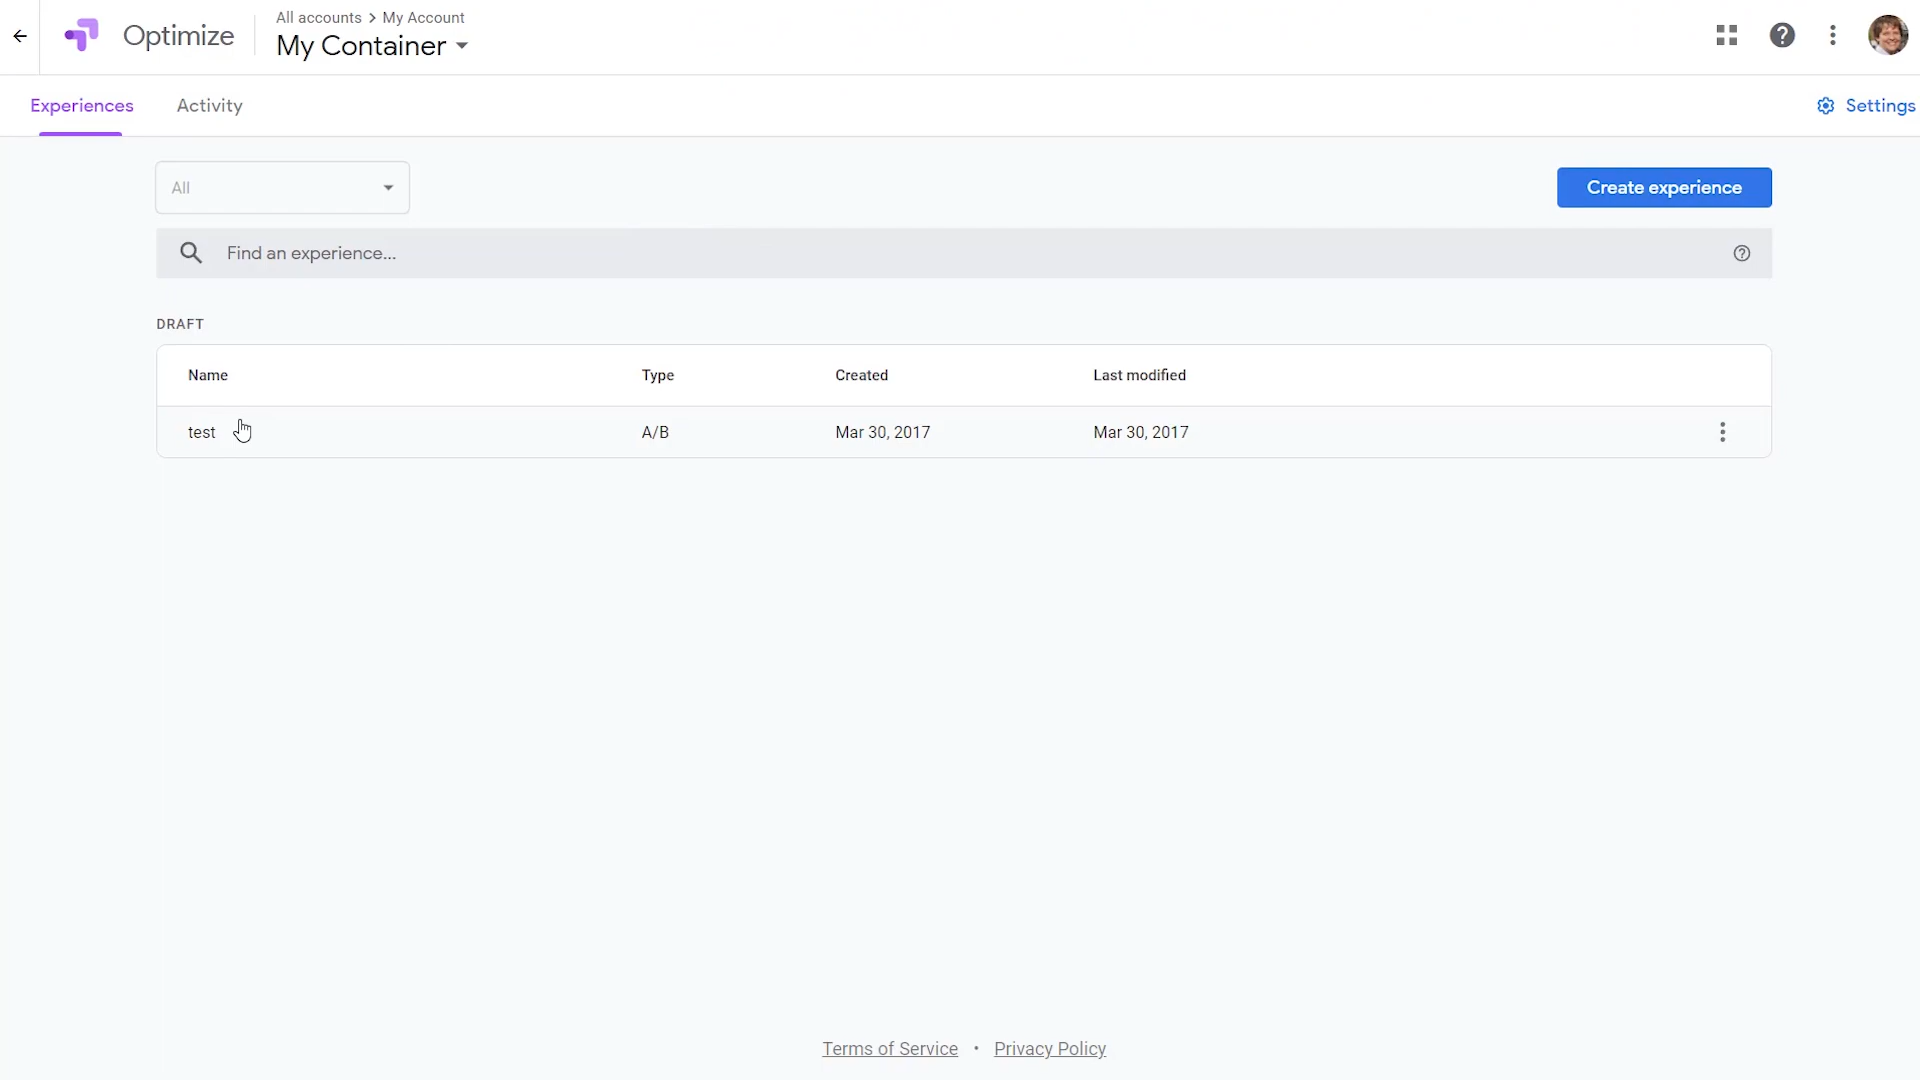 All accounts > My Account
Optimize
My Container
Experiences
Activity
Settings
All
Create experience
Find an experience...
DRAFT
Name Type Created Last modified
test A/B Mar 30, 2017 Mar 30, 2017
Terms of Service • Privacy Policy